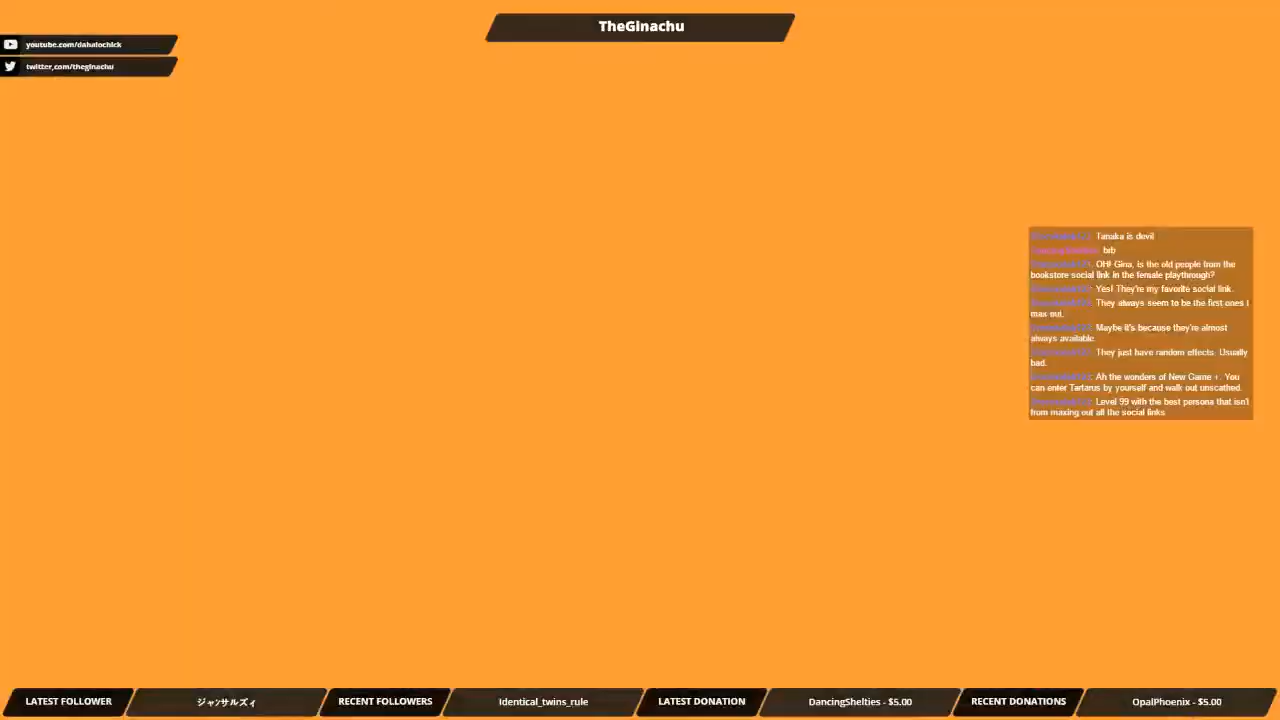 TheGinachu
youtube.com/dahalochick
twitter.com/theginachu
Tanaka is devil
brb
OH! Gina, is the old people from the
bookstore social link in the female playthrough?
Yes! They're my favorite social link.
They always seem to be the first ones I
max out.
Maybe it's because they're almost
always available.
They just have random effects. Usually
bad.
Ah the wonders of New Game +. You
can enter Tartarus by yourself and walk out unscathed.
Level 99 with the best persona that isn't
from maxing out all the social links
LATEST FOLLOWER
ジャンサルズィ
RECENT FOLLOWERS
Identical_twins_rule
LATEST DONATION
DancingShelties - $5.00
RECENT DONATIONS
OpalPhoenix - $5.00